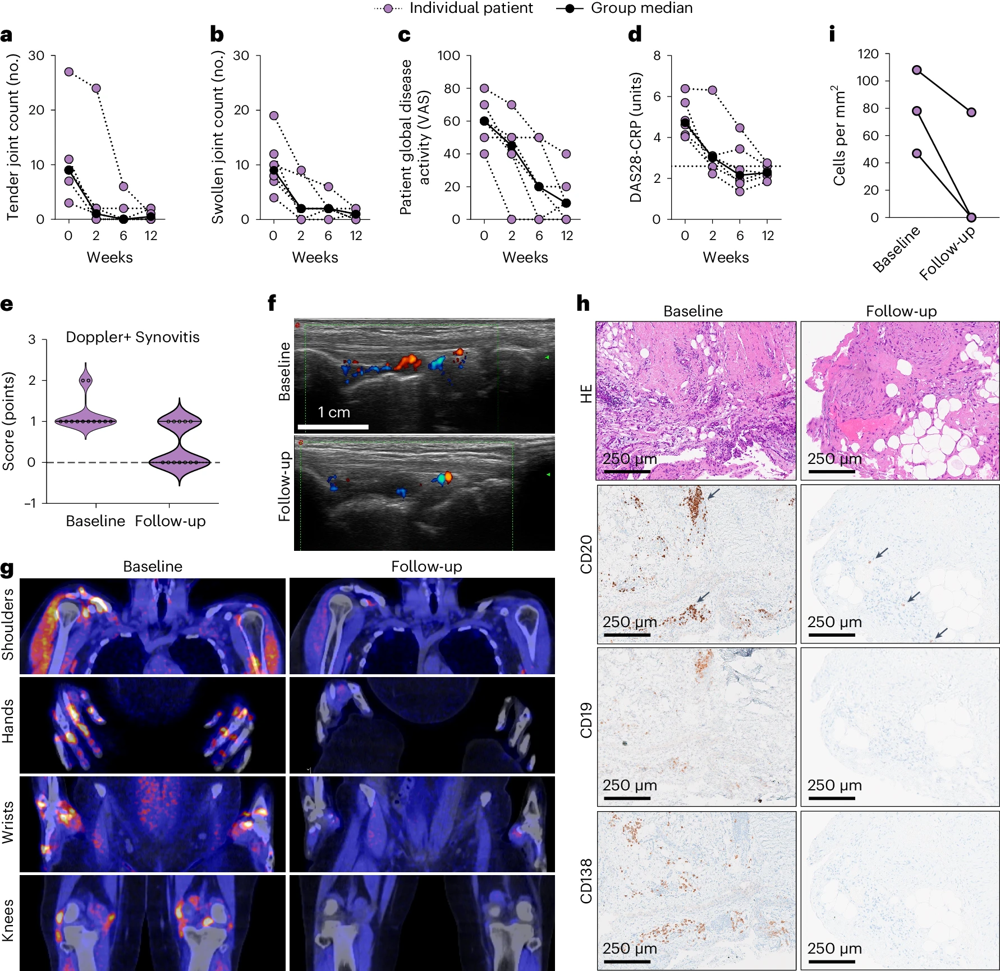 Individual patient Group median
a b c d i
Tender joint count (no.)
30
20
10
0
0 2 6 12
Weeks
Swollen joint count (no.)
30
20
10
0
0 2 6 12
Weeks
Patient global disease
activity (VAS)
100
80
60
40
20
0
0 2 6 12
Weeks
DAS28-CRP (units)
8
6
4
2
0
0 2 6 12
Weeks
Cells per mm²
120
100
80
60
40
20
0
Baseline
Follow-up
e
Doppler+ Synovitis
Score (points)
3
2
1
0
−1
Baseline Follow-up
f
Baseline
1 cm
Follow-up
g
Baseline Follow-up
Shoulders
Hands
Wrists
Knees
h
Baseline Follow-up
HE
250 µm 250 µm
CD20
250 µm 250 µm
CD19
250 µm 250 µm
CD138
250 µm 250 µm